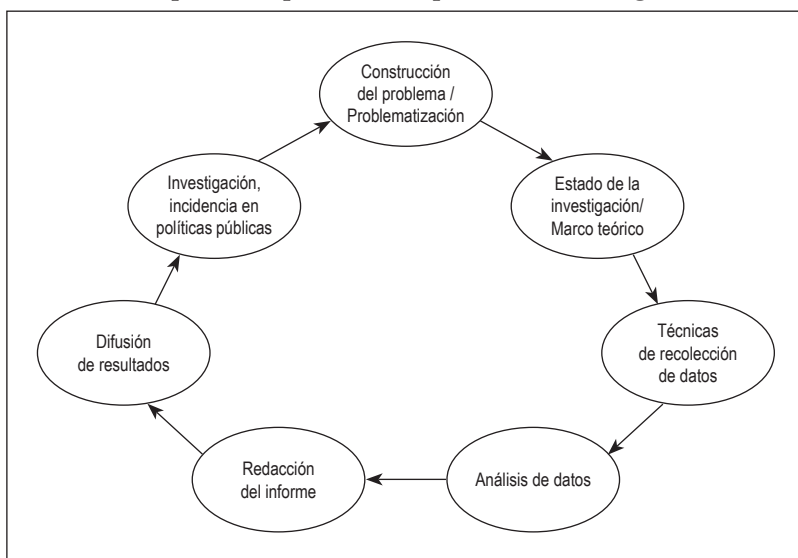 Construcción
del problema /
Problematización
Estado de la
investigación/
Marco teórico
Técnicas
de recolección
de datos
Análisis de datos
Redacción
del informe
Difusión
de resultados
Investigación,
incidencia en
políticas públicas